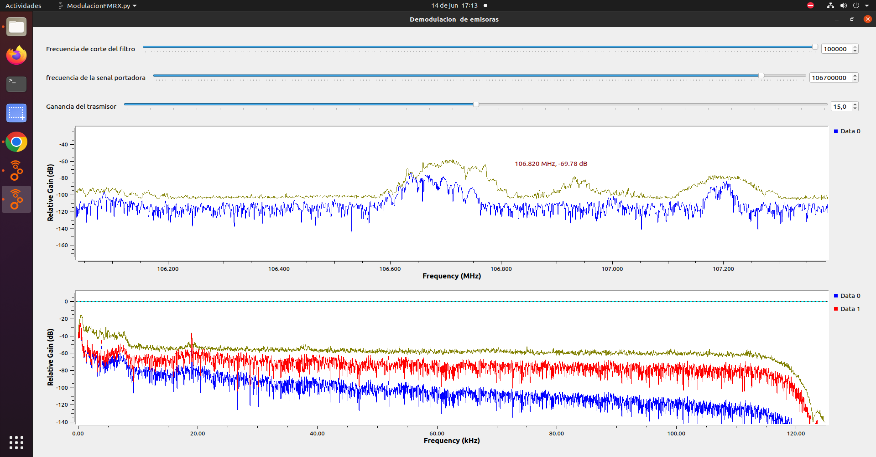 Actividades ModulacionFMRX.py 14 de jun 17:13
Demodulacion de emisoras
Frecuencia de corte del filtro 100000
frecuencia de la senal portadora 106700000
Ganancia del trasmisor 15,0
Data 0
106.820 MHz, -69.78 dB
Relative Gain (dB)
-40
-60
-80
-100
-120
-140
-160
106.200 106.400 106.600 106.800 107.000 107.200
Frequency (MHz)
Data 0
Data 1
Relative Gain (dB)
0
-20
-40
-60
-80
-100
-120
-140
0.00 20.00 40.00 60.00 80.00 100.00 120.00
Frequency (kHz)